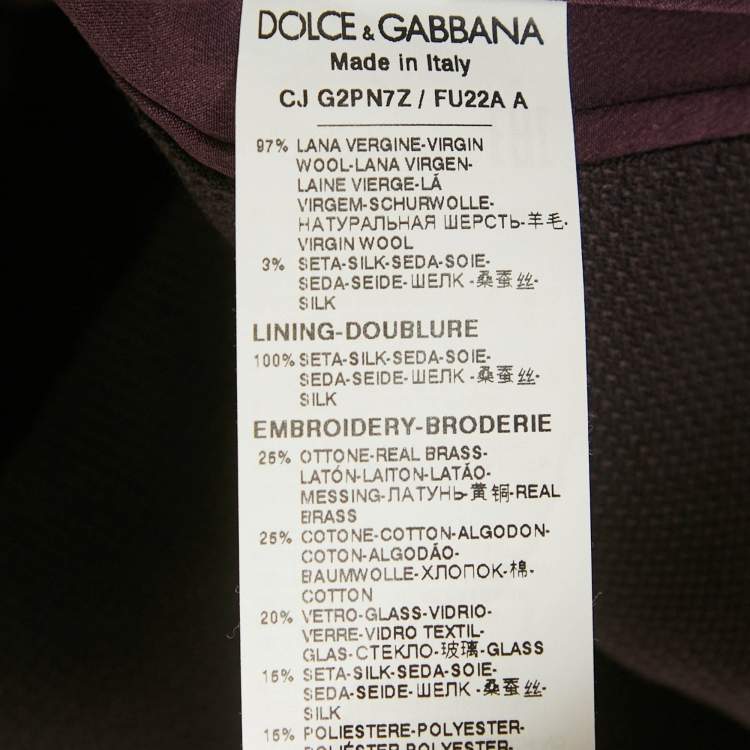 DOLCE & GABBANA
Made in Italy
CJ G2PN7Z / FU22A A
97% LANA VERGINE-VIRGIN
WOOL-LANA VIRGEN-
LAINE VIERGE-LÃ
VIRGEM-SCHURWOLLE-
НАТУРАЛЬНАЯ ШЕРСТЬ-羊毛-
VIRGIN WOOL
3% SETA-SILK-SEDA-SOIE-
SEDA-SEIDE-ШЕЛК -桑蚕丝-
SILK
LINING-DOUBLURE
100% SETA-SILK-SEDA-SOIE-
SEDA-SEIDE-ШЕЛК -桑蚕丝-
SILK
EMBROIDERY-BRODERIE
25% OTTONE-REAL BRASS-
LATÓN-LAITON-LATÃO-
MESSING-ЛАТУНЬ-黄铜-REAL
BRASS
25% COTONE-COTTON-ALGODON-
COTON-ALGODÃO-
BAUMWOLLE-ХЛОПОК-棉-
COTTON
20% VETRO-GLASS-VIDRIO-
VERRE-VIDRO TEXTIL-
GLAS-СТЕКЛО-玻璃-GLASS
15% SETA-SILK-SEDA-SOIE-
SEDA-SEIDE-ШЕЛК -桑蚕丝-
SILK
15% POLIESTERE-POLYESTER-
POLIÉSTER-POLYESTER-